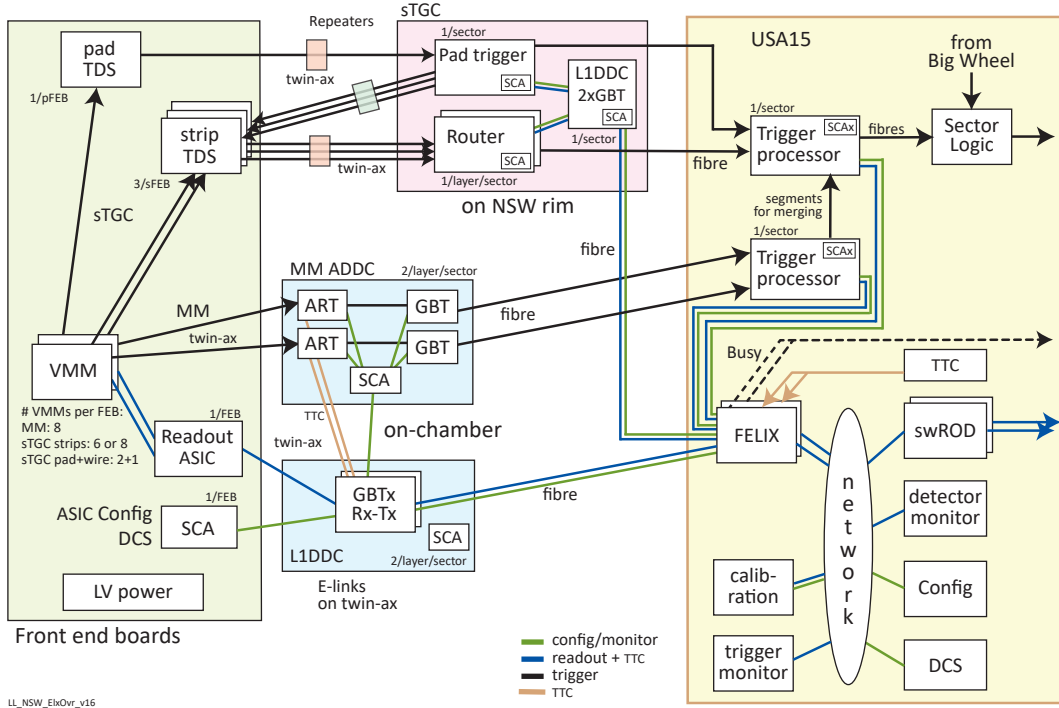 pad
TDS
1/pFEB
strip
TDS
3/sFEB
sTGC
Repeaters
twin-ax
twin-ax
sTGC
1/sector
Pad trigger
SCA
Router
SCA
1/layer/sector
L1DDC
2xGBT
SCA
1/sector
on NSW rim
USA15
from
Big Wheel
1/sector
SCAx
Trigger
processor
fibres
Sector
Logic
fibre
segments
for merging
1/sector
SCAx
Trigger
processor
fibre
MM ADDC
2/layer/sector
ART
GBT
ART
GBT
SCA
fibre
TTC
twin-ax
on-chamber
MM
twin-ax
VMM
# VMMs per FEB:
MM: 8
sTGC strips: 6 or 8
sTGC pad+wire: 2+1
1/FEB
Readout
ASIC
1/FEB
ASIC Config
DCS
SCA
LV power
Front end boards
GBTx
Rx-Tx
SCA
L1DDC
2/layer/sector
E-links
on twin-ax
fibre
Busy
TTC
FELIX
swROD
network
detector
monitor
calib-
ration
Config
trigger
monitor
DCS
config/monitor
readout + TTC
trigger
TTC
LL_NSW_ElxOvr_v16